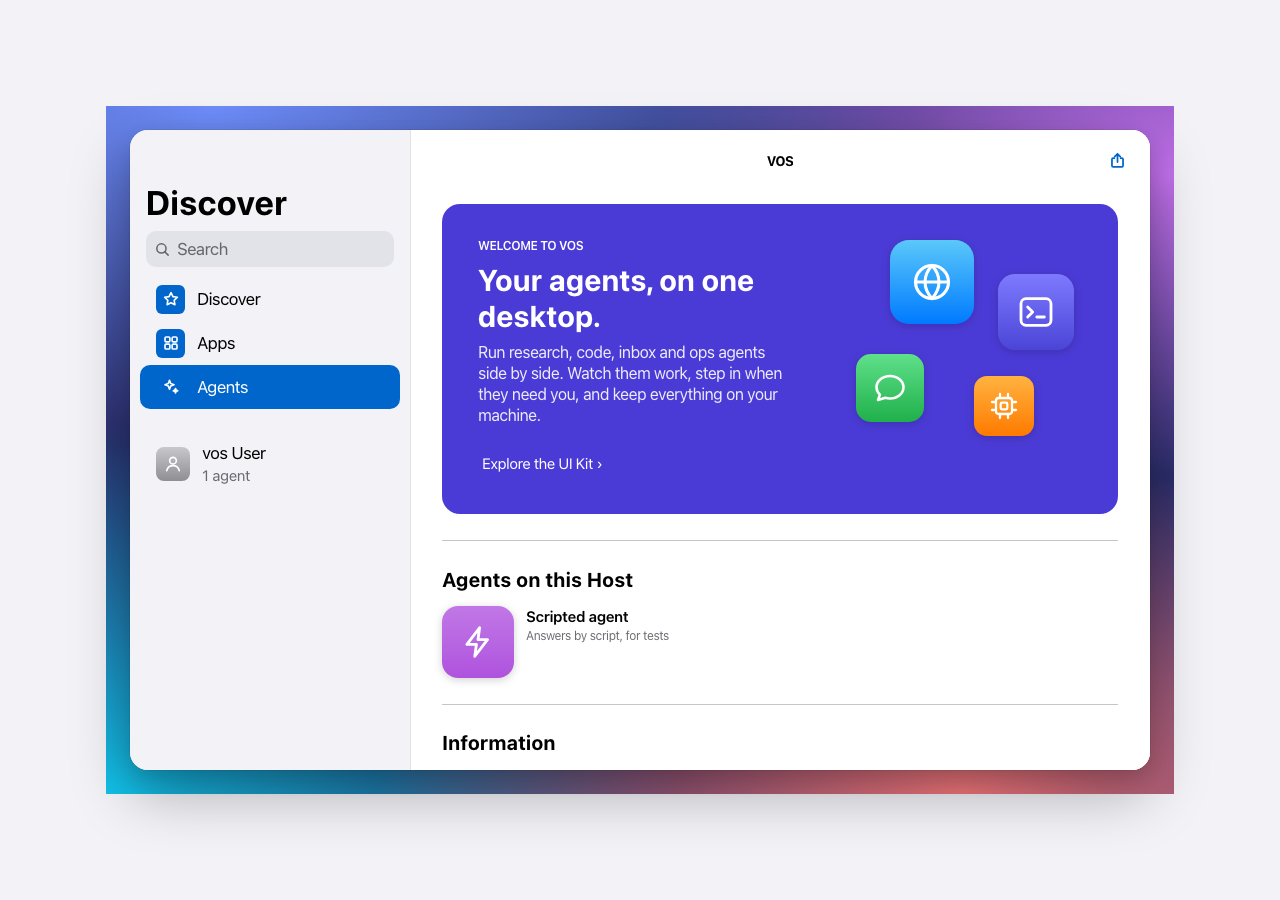 VOS
Discover
Search
Discover
Apps
Agents
vos User
1 agent
WELCOME TO VOS
Your agents, on one
desktop.
Run research, code, inbox and ops agents
side by side. Watch them work, step in when
they need you, and keep everything on your
machine.
Explore the UI Kit ›
Agents on this Host
Scripted agent
Answers by script, for tests
Information